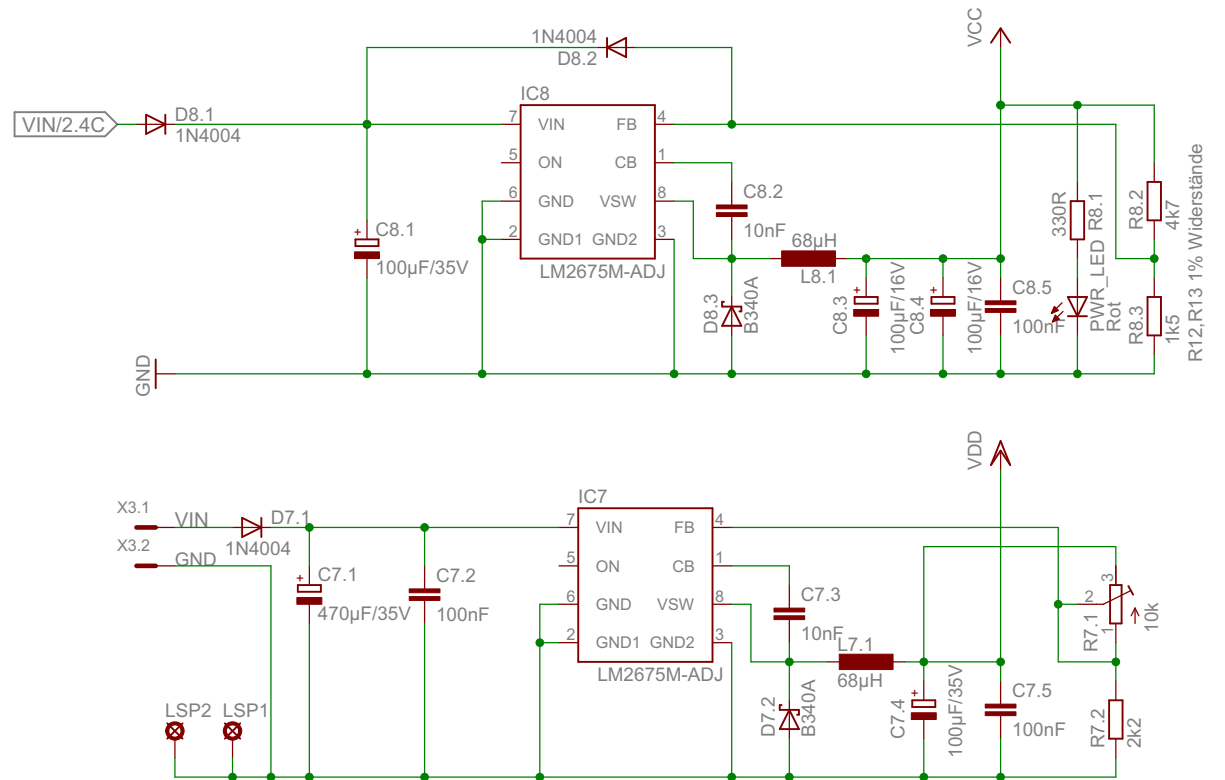 1N4004
D8.2
VCC
VIN/2.4C
D8.1
1N4004
IC8
7 VIN FB 4
5 ON CB 1
6 GND VSW 8
2 GND1 GND2 3
LM2675M-ADJ
C8.1
+
100µF/35V
C8.2
10nF
68µH
L8.1
D8.3
B340A
+
C8.3
100µF/16V
+
C8.4
100µF/16V
C8.5
100nF
330R
R8.1
PWR_LED
Rot
R8.2
4k7
R8.3
1k5
R12,R13 1% Widerstände
GND
VDD
X3.1
VIN
D7.1
1N4004
X3.2
GND
IC7
7 VIN FB 4
5 ON CB 1
6 GND VSW 8
2 GND1 GND2 3
LM2675M-ADJ
+
C7.1
470µF/35V
C7.2
100nF
C7.3
10nF
L7.1
68µH
D7.2
B340A
+
C7.4
100µF/35V
C7.5
100nF
3
2
1
R7.1
10k
R7.2
2k2
LSP2
LSP1